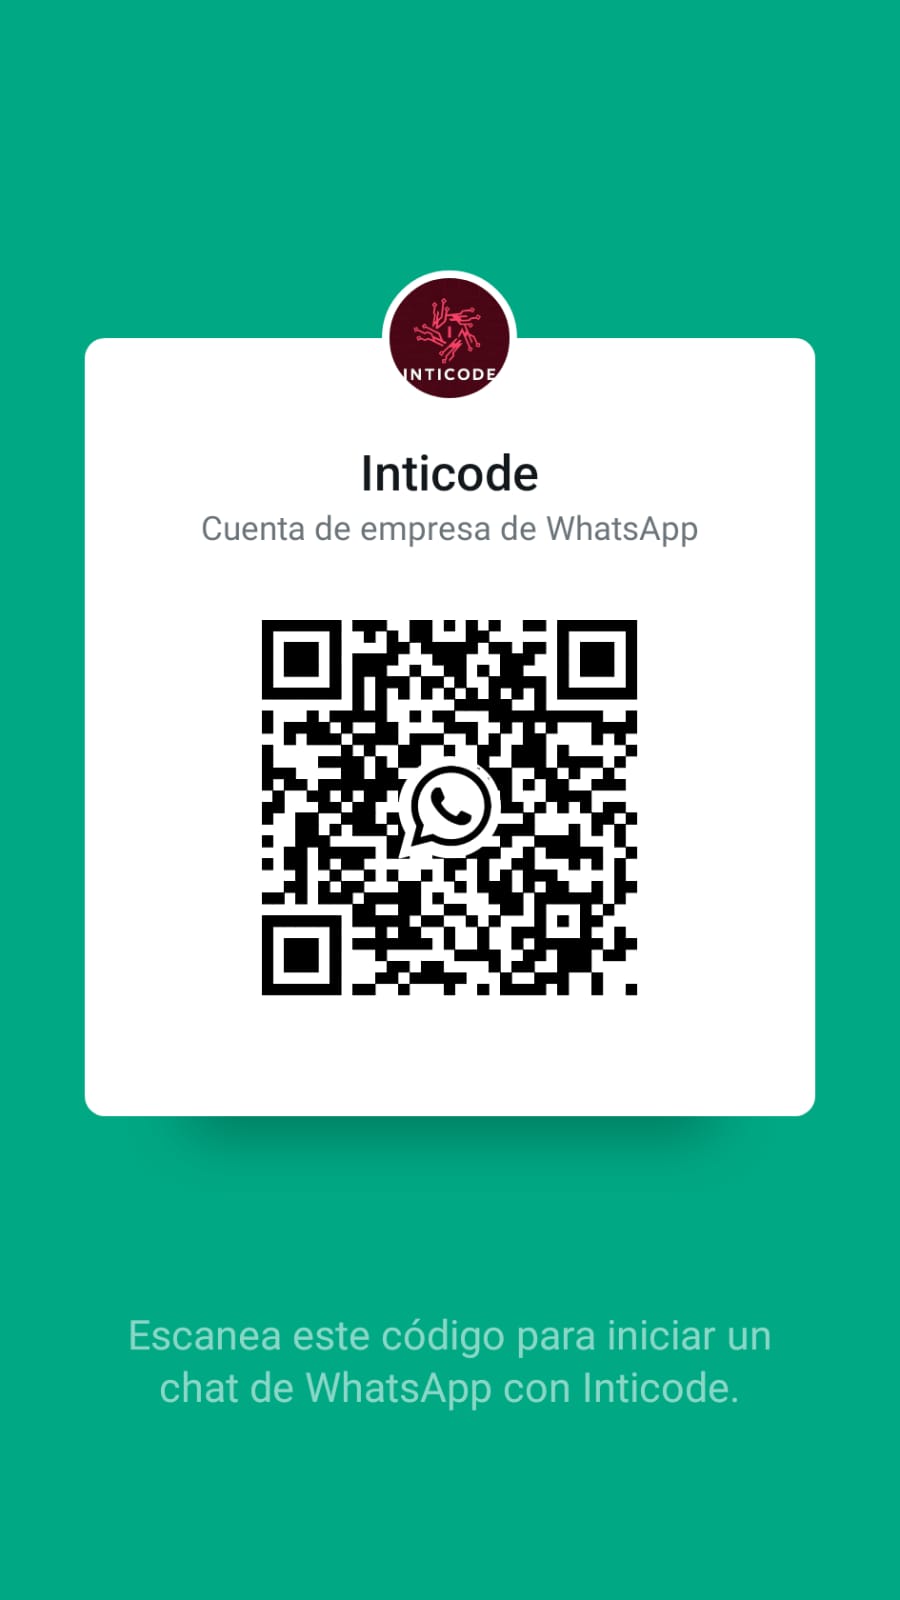 INTICODE
Inticode
Cuenta de empresa de WhatsApp
Escanea este código para iniciar un
chat de WhatsApp con Inticode.